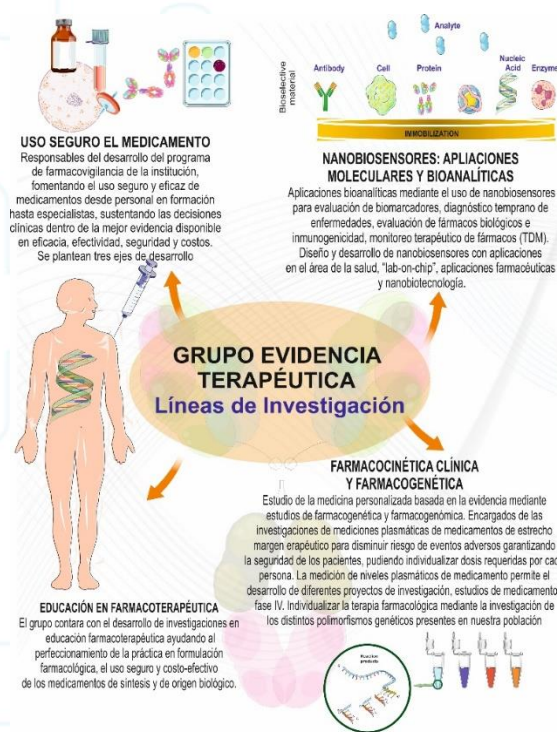 Analyte
Antibody
Cell
Protein
Nucleic
Acid
Enzyme
Bioselective
material
IMMOBILIZATION
USO SEGURO EL MEDICAMENTO
Responsables del desarrollo del programa
de farmacovigilancia de la institución,
fomentando el uso seguro y eficaz de
medicamentos desde personal en formación
hasta especialistas, sustentando las decisiones
clínicas dentro de la mejor evidencia disponible
en eficacia, efectividad, seguridad y costos.
Se plantean tres ejes de desarrollo
NANOBIOSENSORES: APLIACIONES
MOLECULARES Y BIOANALÍTICAS
Aplicaciones bioanalíticas mediante el uso de nanobiosensores
para evaluación de biomarcadores, diagnóstico temprano de
enfermedades, evaluación de fármacos biológicos e
inmunogenicidad, monitoreo terapéutico de fármacos (TDM).
Diseño y desarrollo de nanobiosensores con aplicaciones
en el área de la salud, “lab-on-chip”, aplicaciones farmacéuticas
y nanobiotecnología.
GRUPO EVIDENCIA
TERAPÉUTICA
Líneas de Investigación
FARMACOCINÉTICA CLÍNICA
Y FARMACOGENÉTICA
Estudio de la medicina personalizada basada en la evidencia mediante
estudios de farmacogenética y farmacogenómica. Encargados de las
investigaciones de mediciones plasmáticas de medicamentos de estrecho
margen erapéutico para disminuir riesgo de eventos adversos garantizando
la seguridad de los pacientes, pudiendo individualizar dosis requeridas por cad
persona. La medición de niveles plasmáticos de medicamento permite el
desarrollo de diferentes proyectos de investigación, estudios de medicamento
fase IV. Individualizar la terapia farmacológica mediante la investigación de
los distintos polimorfismos genéticos presentes en nuestra población
EDUCACIÓN EN FARMACOTERAPÉUTICA
El grupo contara con el desarrollo de investigaciones en
educación farmacoterapéutica ayudando al
perfeccionamiento de la práctica en formulación
farmacológica, el uso seguro y costo-efectivo
de los medicamentos de síntesis y de origen biológico.